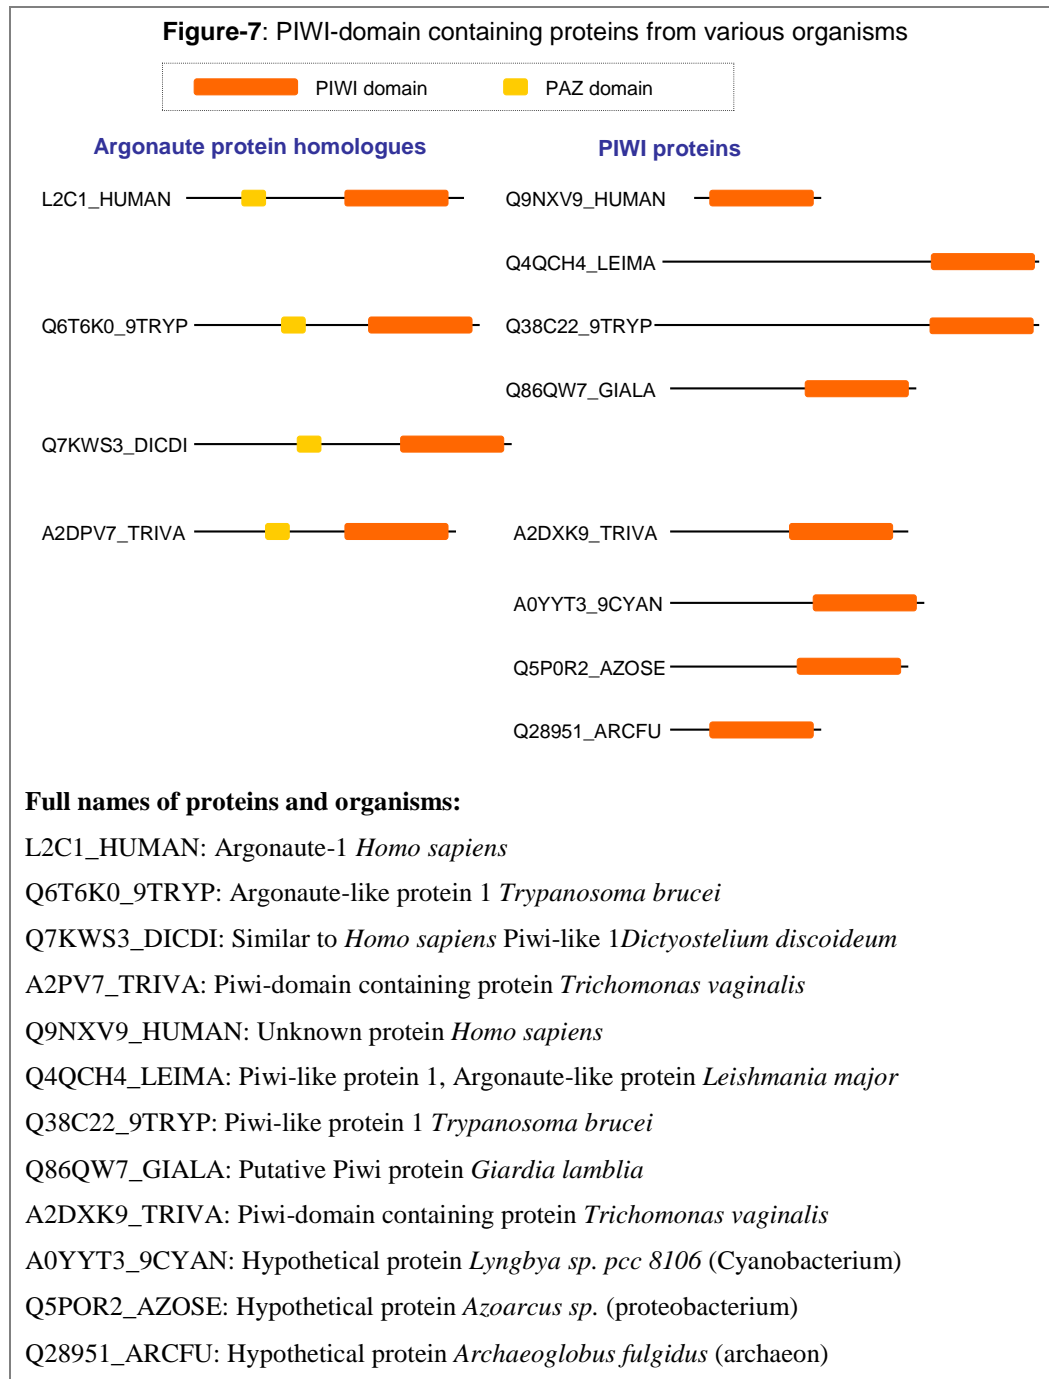 Figure-7: PIWI-domain containing proteins from various organisms
PIWI domain PAZ domain
Argonaute protein homologues PIWI proteins
L2C1_HUMAN Q9NXV9_HUMAN
Q4QCH4_LEIMA
Q6T6K0_9TRYP Q38C22_9TRYP
Q86QW7_GIALA
Q7KWS3_DICDI
A2DPV7_TRIVA A2DXK9_TRIVA
A0YYT3_9CYAN
Q5P0R2_AZOSE
Q28951_ARCFU
Full names of proteins and organisms:
L2C1_HUMAN: Argonaute-1 Homo sapiens
Q6T6K0_9TRYP: Argonaute-like protein 1 Trypanosoma brucei
Q7KWS3_DICDI: Similar to Homo sapiens Piwi-like 1Dictyostelium discoideum
A2PV7_TRIVA: Piwi-domain containing protein Trichomonas vaginalis
Q9NXV9_HUMAN: Unknown protein Homo sapiens
Q4QCH4_LEIMA: Piwi-like protein 1, Argonaute-like protein Leishmania major
Q38C22_9TRYP: Piwi-like protein 1 Trypanosoma brucei
Q86QW7_GIALA: Putative Piwi protein Giardia lamblia
A2DXK9_TRIVA: Piwi-domain containing protein Trichomonas vaginalis
A0YYT3_9CYAN: Hypothetical protein Lyngbya sp. pcc 8106 (Cyanobacterium)
Q5POR2_AZOSE: Hypothetical protein Azoarcus sp. (proteobacterium)
Q28951_ARCFU: Hypothetical protein Archaeoglobus fulgidus (archaeon)